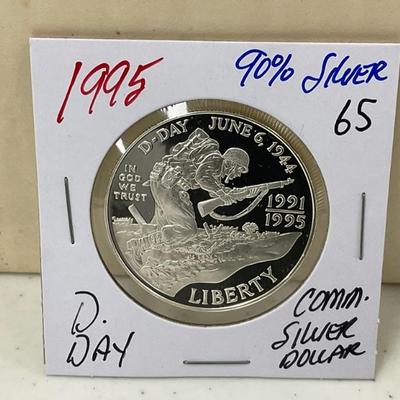 1995
90% SILVER
65
D-DAY JUNE 6, 1944
IN
GOD
WE
TRUST
1991
1995
LIBERTY
D.
DAY
COMM.
SILVER
DOLLAR